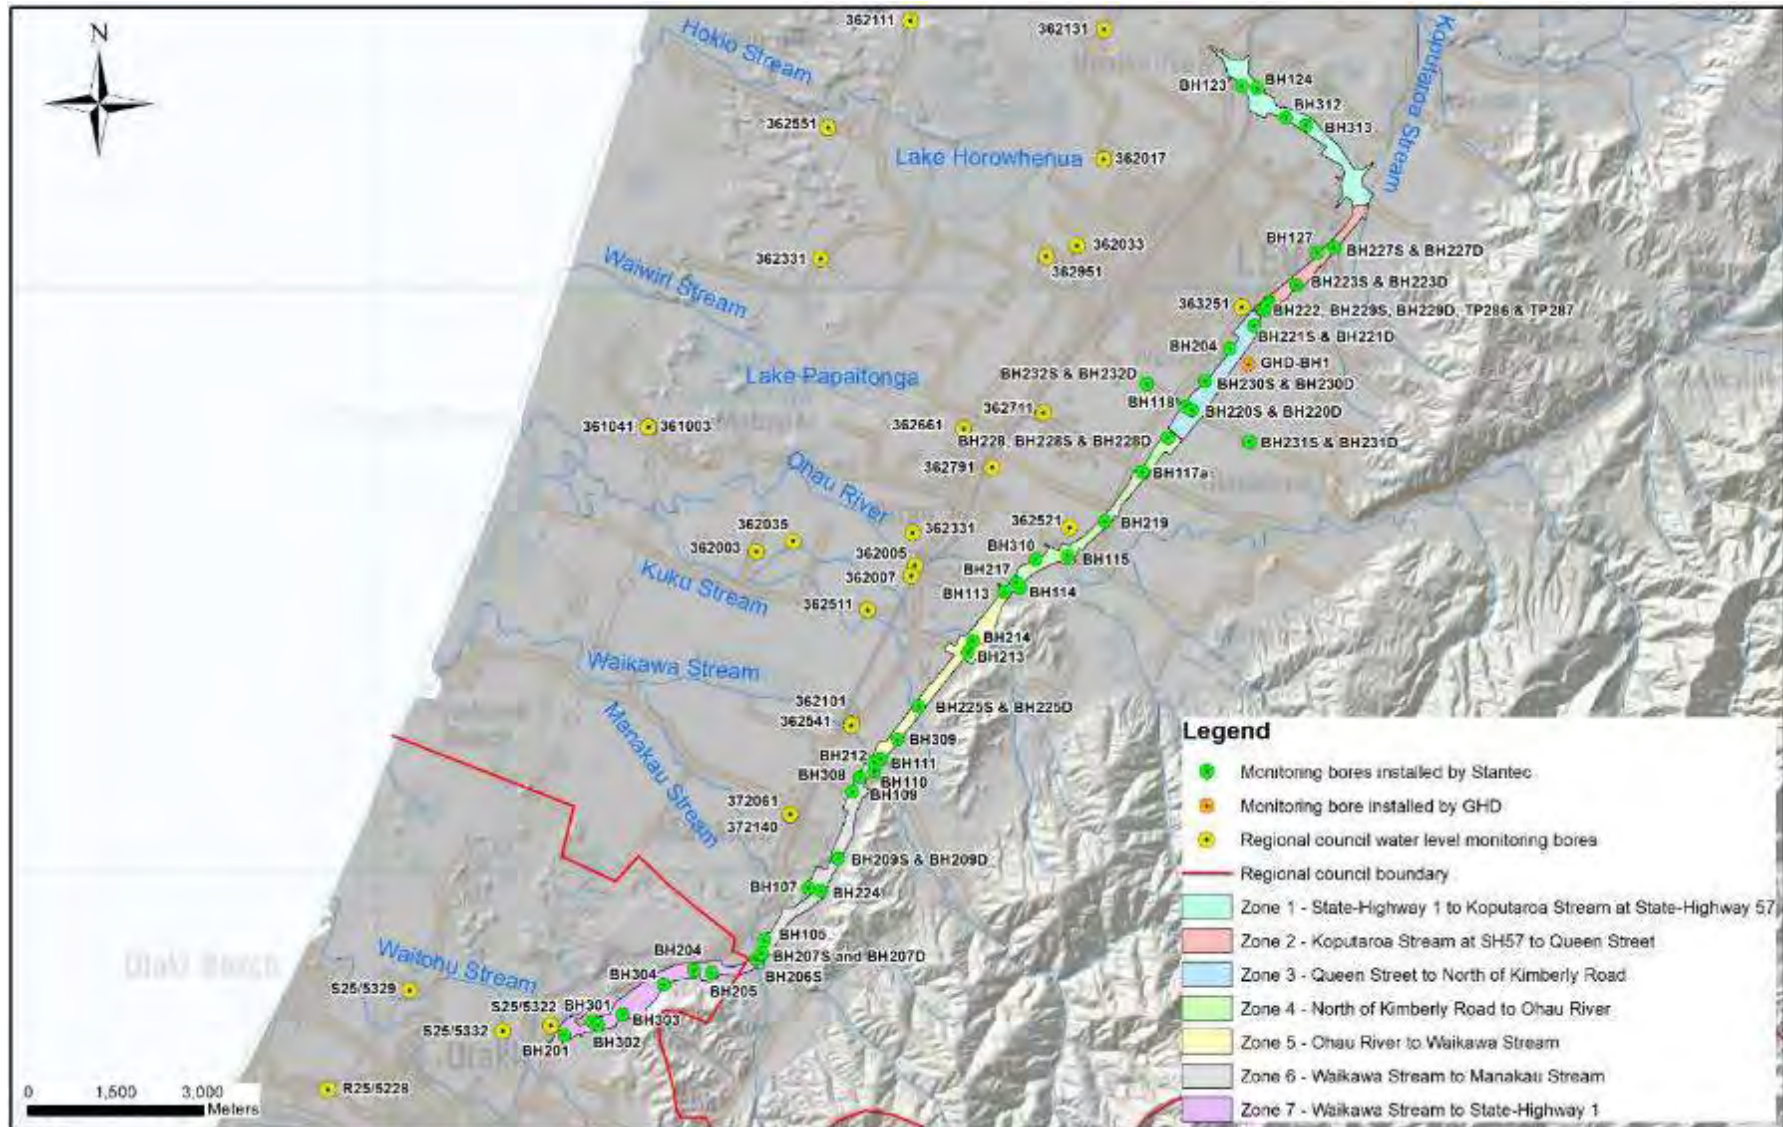 N
362111
362131
Hokio Stream
Koputaroa Stream
BH123
BH124
BH312
BH313
362551
Lake Horowhenua
362017
362033
362951
362331
Waiwiri Stream
BH127
BH227S & BH227D
BH223S & BH223D
363251
BH222, BH229S, BH229D, TP286 & TP287
BH221S & BH221D
BH204
GHD-BH1
Lake Papaitonga
BH232S & BH232D
BH230S & BH230D
BH118
BH220S & BH220D
362711
361041
361003
362661
BH228, BH228S & BH228D
BH231S & BH231D
362791
BH117a
Ohau River
362035
362331
362521
BH219
362003
362005
BH310
BH115
362007
BH217
Kuku Stream
BH113
BH114
362511
BH214
BH213
Waikawa Stream
362101
BH225S & BH225D
362541
Manakau Stream
BH309
BH212
BH111
BH308
BH110
BH109
372061
372140
BH209S & BH209D
BH107
BH224
BH105
BH204
BH207S and BH207D
BH206S
BH205
BH304
Waitohu Stream
Otaki Beach
S25/5329
S25/5322
BH301
BH303
S25/5332
BH302
BH201
Otaki
R25/5228
0 1,500 3,000
Meters
Legend
Monitoring bores installed by Stantec
Monitoring bore installed by GHD
Regional council water level monitoring bores
Regional council boundary
Zone 1 - State-Highway 1 to Koputaroa Stream at State-Highway 57
Zone 2 - Koputaroa Stream at SH57 to Queen Street
Zone 3 - Queen Street to North of Kimberly Road
Zone 4 - North of Kimberly Road to Ohau River
Zone 5 - Ohau River to Waikawa Stream
Zone 6 - Waikawa Stream to Manakau Stream
Zone 7 - Waikawa Stream to State-Highway 1